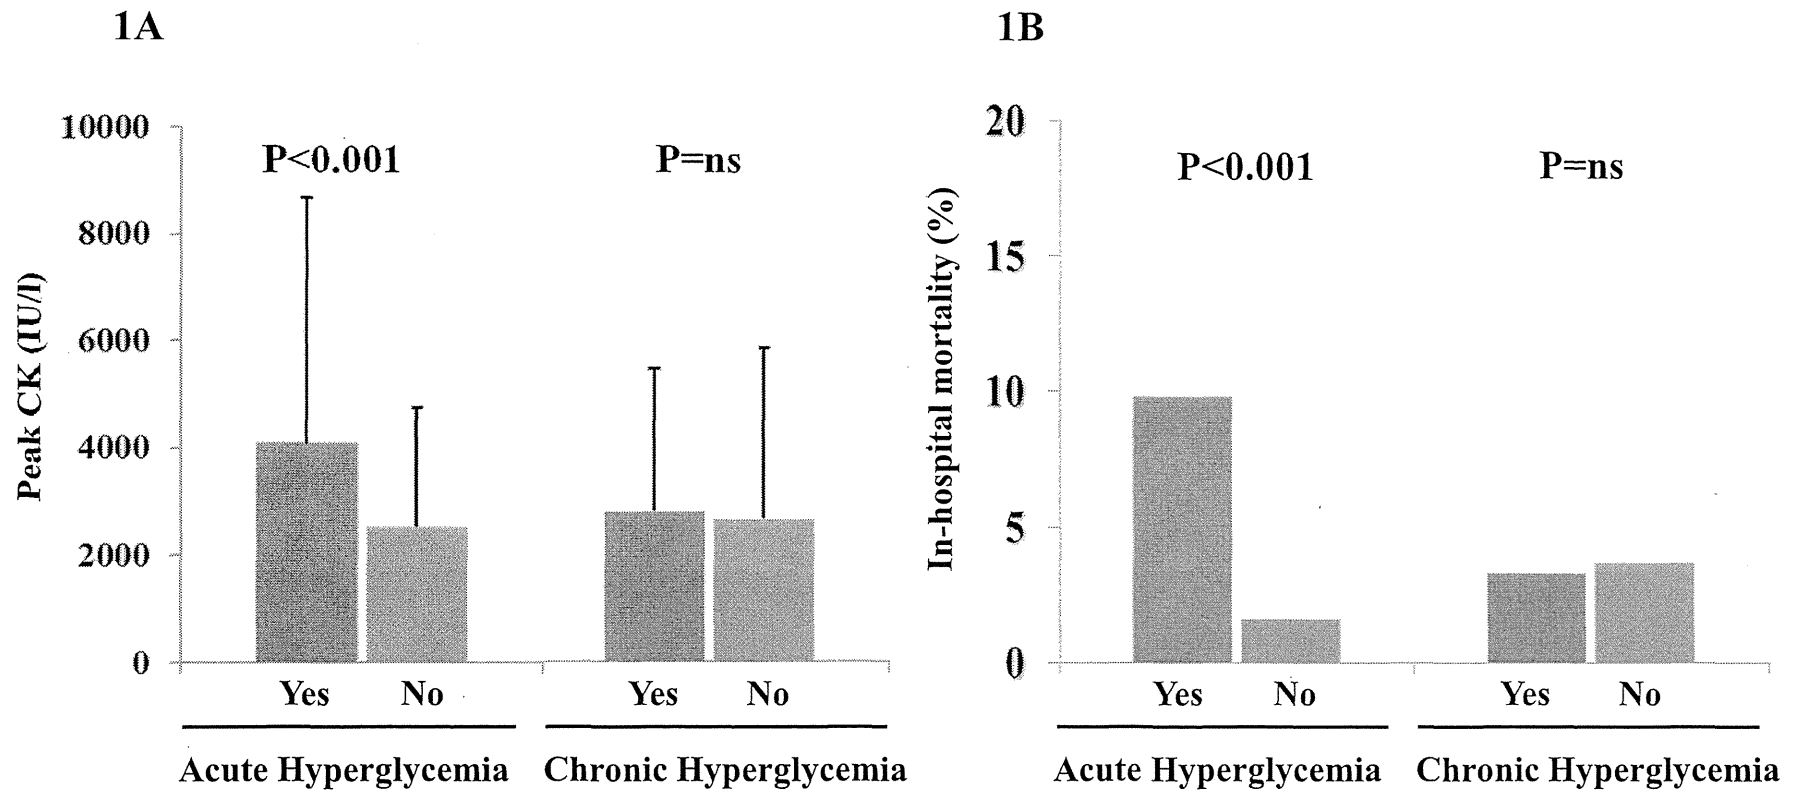 1A
10000
8000
6000
4000
2000
0
Peak CK (IU/l)
P<0.001
P=ns
Yes No Yes No
Acute Hyperglycemia Chronic Hyperglycemia
1B
20
15
10
5
0
In-hospital mortality (%)
P<0.001
P=ns
Yes No Yes No
Acute Hyperglycemia Chronic Hyperglycemia